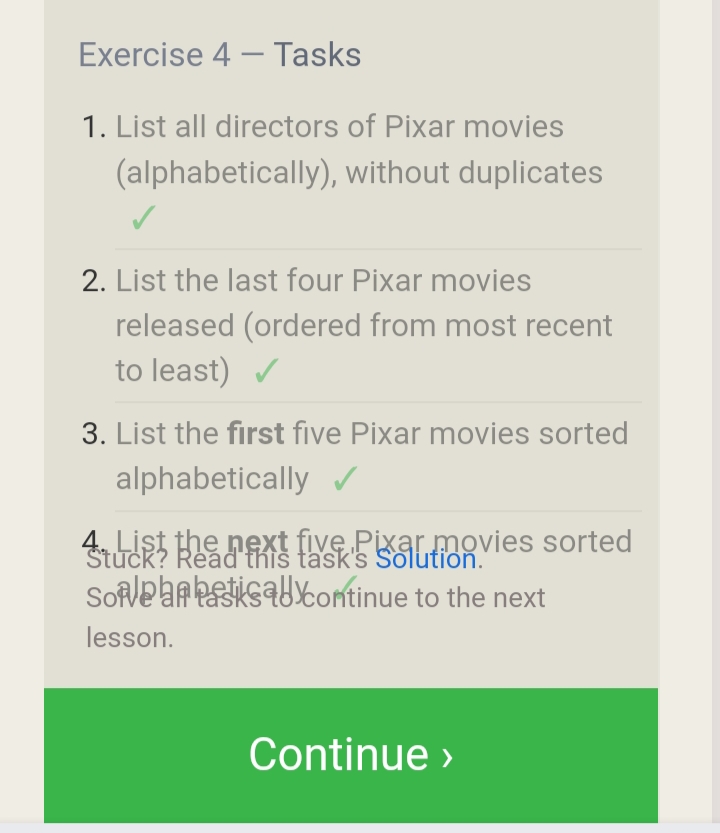 Exercise 4 — Tasks
1. List all directors of Pixar movies
(alphabetically), without duplicates
✓
2. List the last four Pixar movies
released (ordered from most recent
to least) ✓
3. List the first five Pixar movies sorted
alphabetically ✓
4. List the next five Pixar movies sorted
Stuck? Read this task's Solution.
alphabetically ✓
Solve all tasks to continue to the next
lesson.
Continue ›